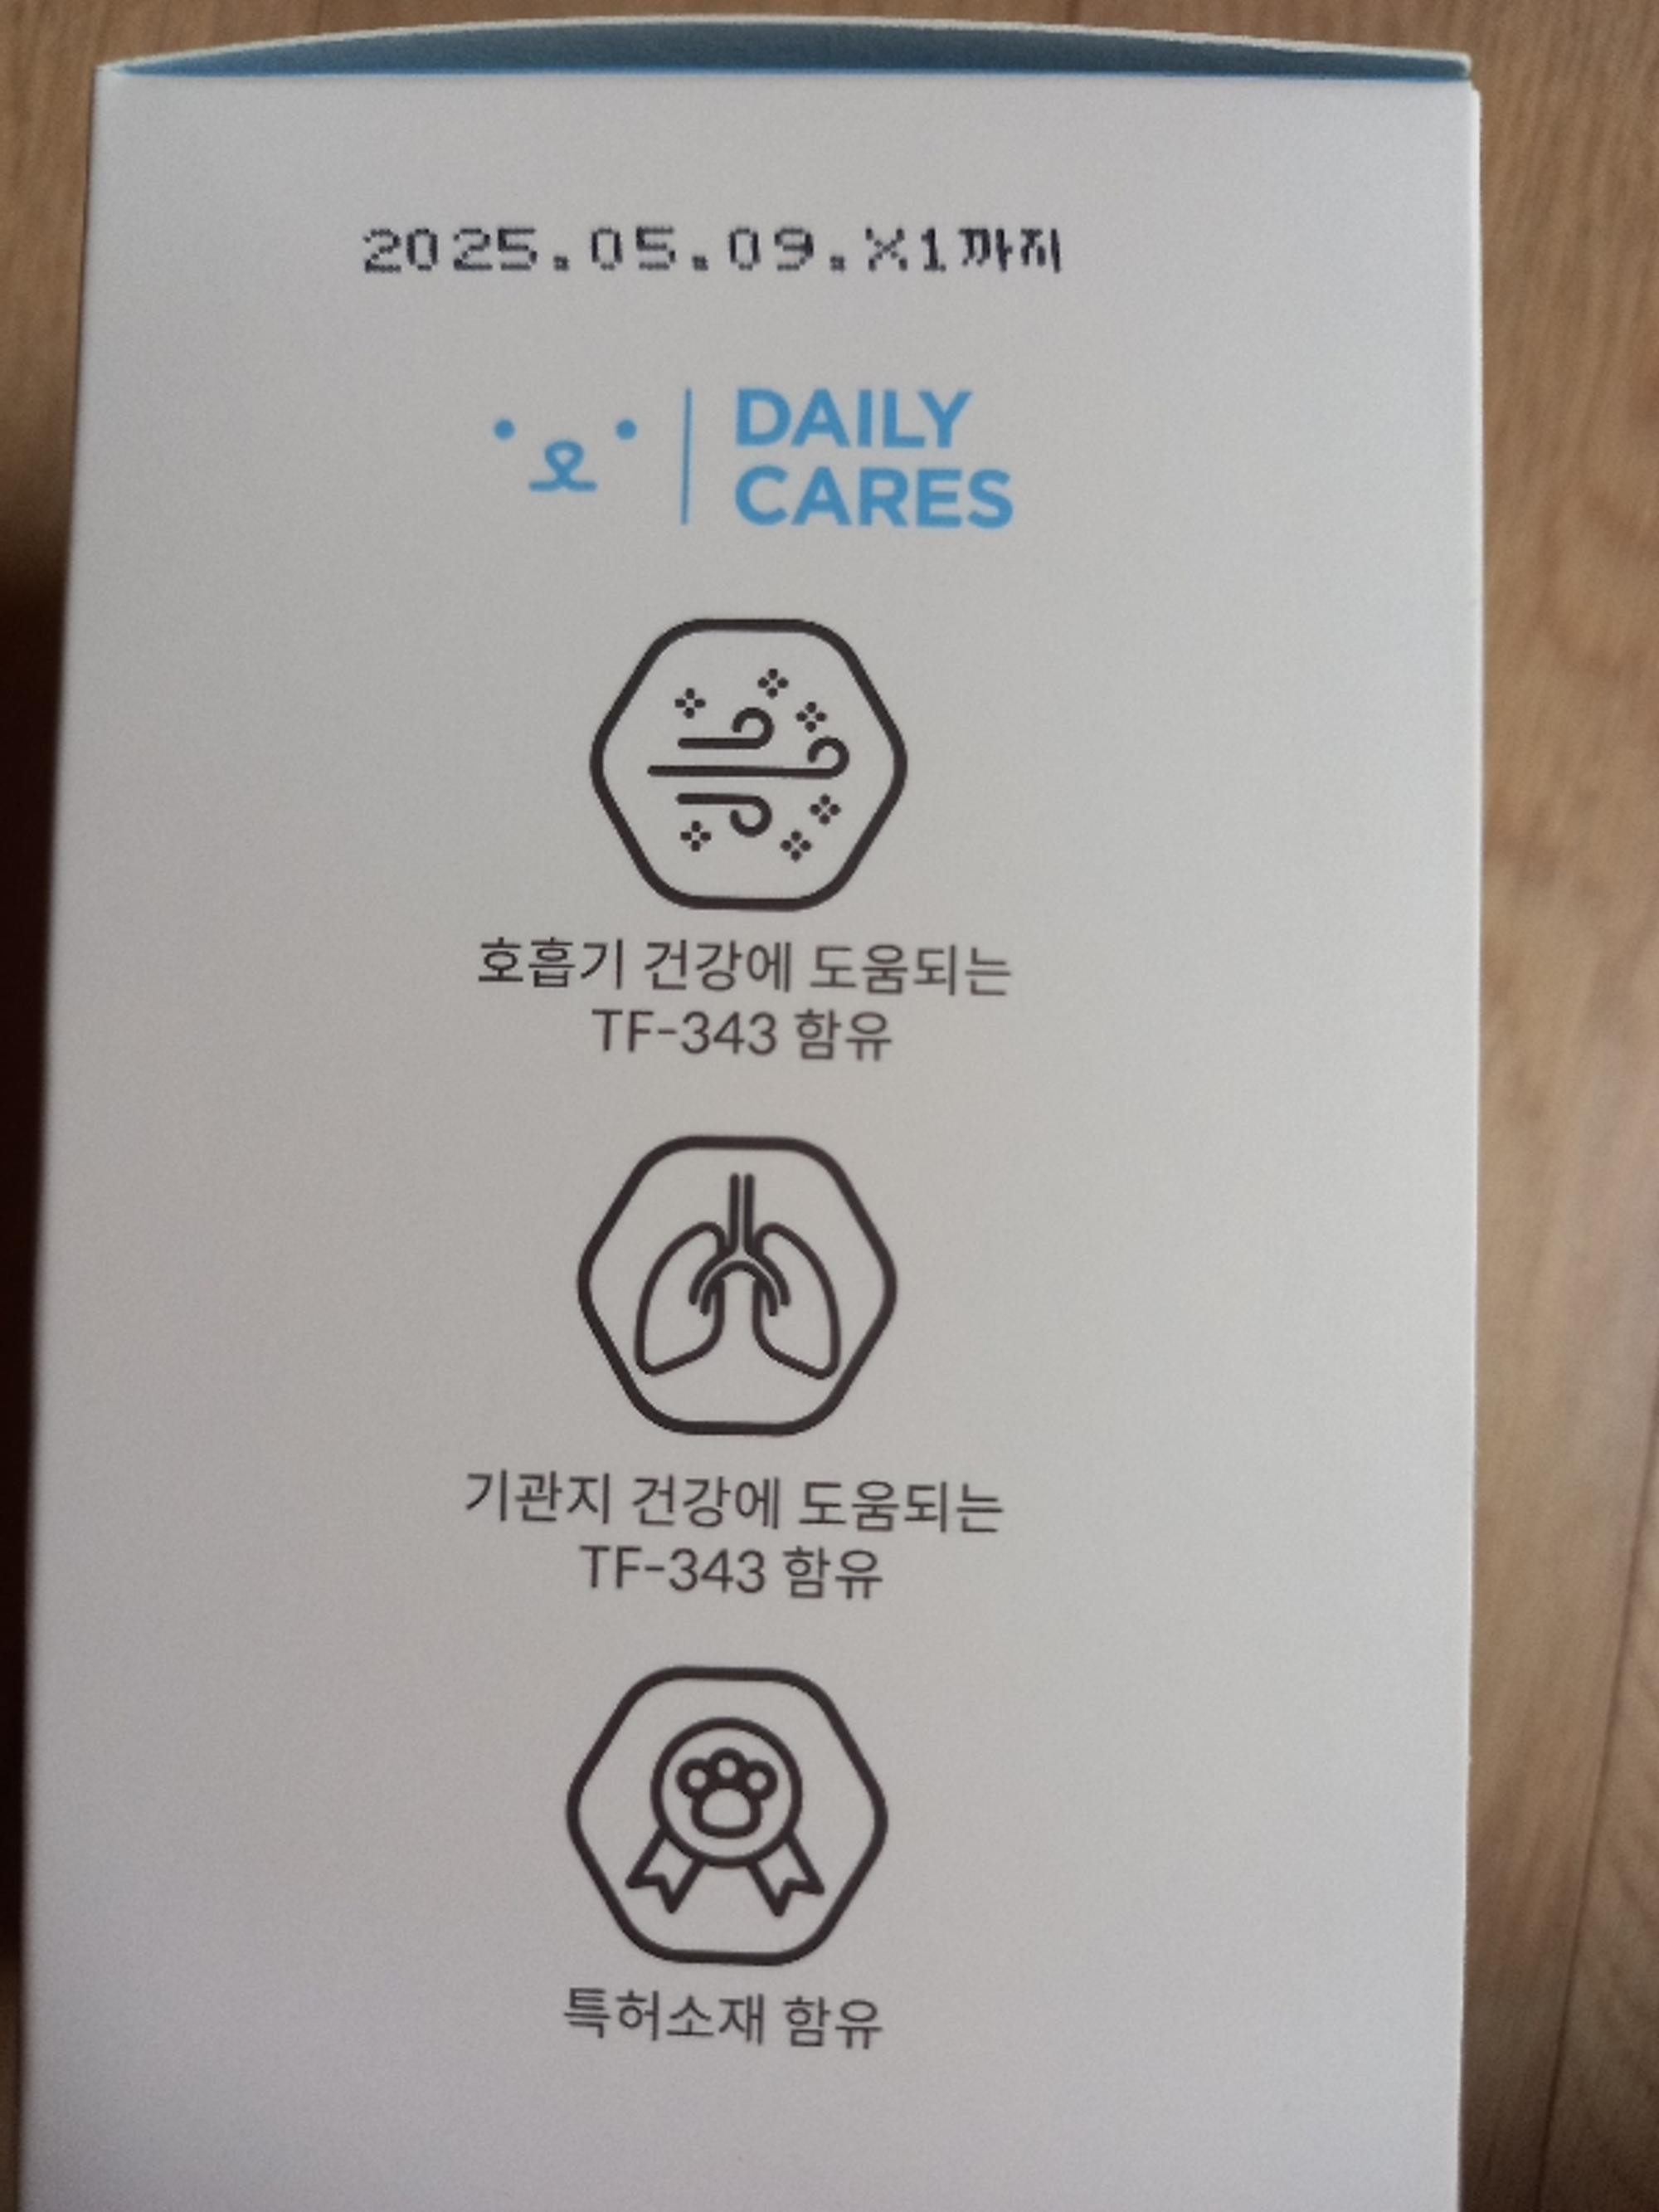 2025.05.09.X1까지
DAILY
CARES
호흡기 건강에 도움되는
TF-343 함유
기관지 건강에 도움되는
TF-343 함유
특허소재 함유